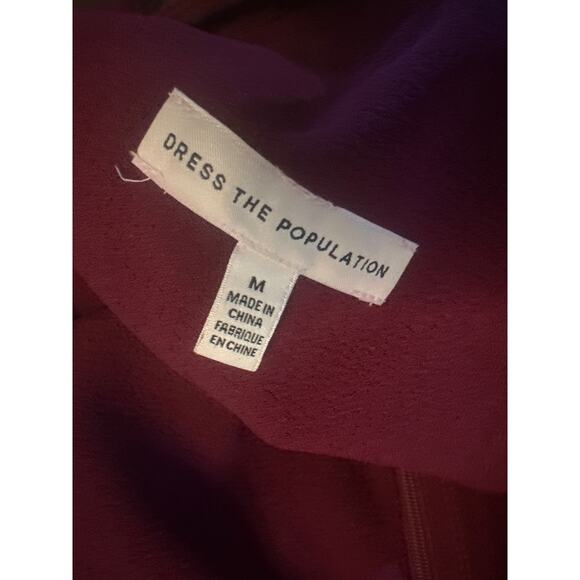 DRESS THE POPULATION
M
MADE IN
CHINA
FABRIQUE
EN CHINE